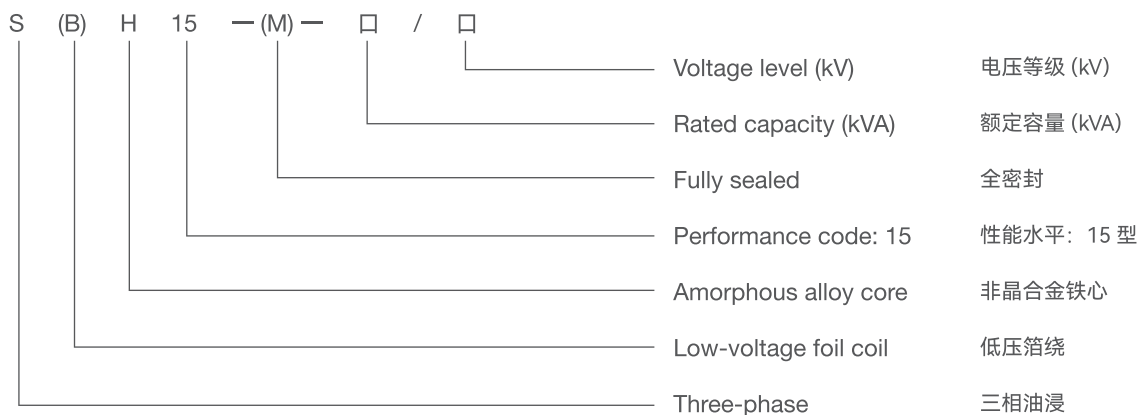 S (B) H 15 —(M)— 口 / 口
Voltage level (kV) 电压等级 (kV)
Rated capacity (kVA) 额定容量 (kVA)
Fully sealed 全密封
Performance code: 15 性能水平：15 型
Amorphous alloy core 非晶合金铁心
Low-voltage foil coil 低压箔绕
Three-phase 三相油浸